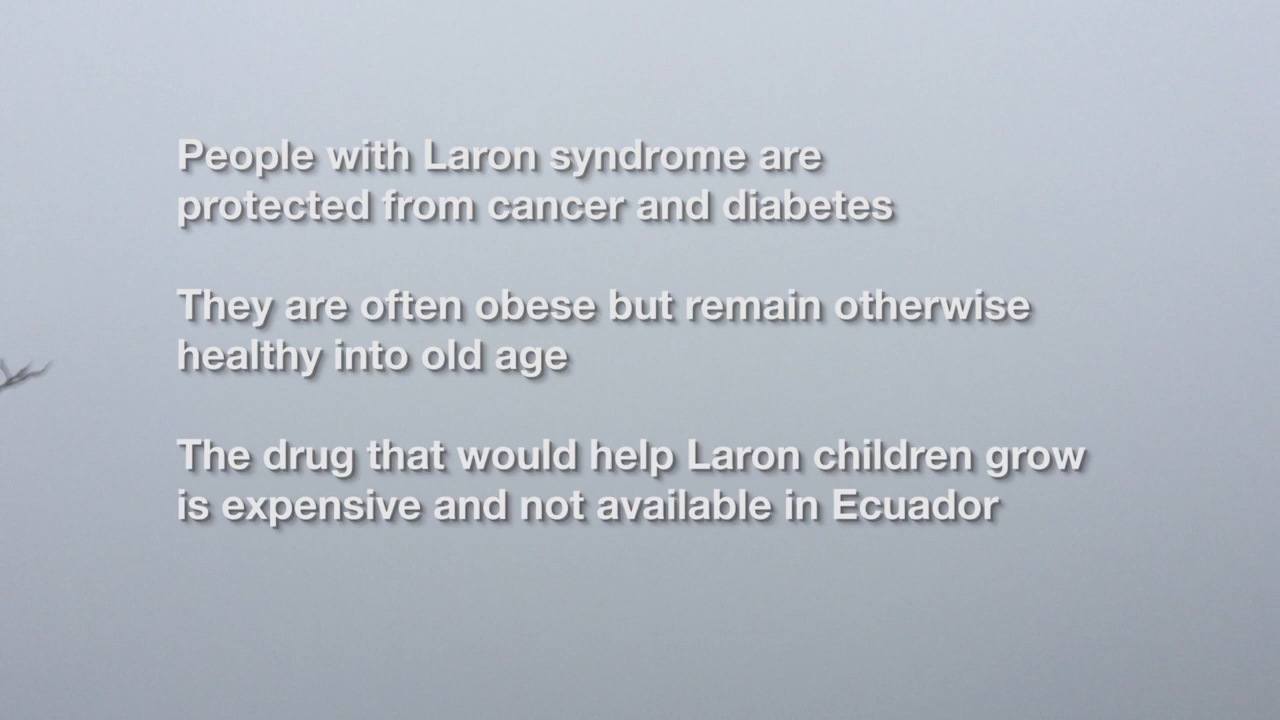 People with Laron syndrome are
protected from cancer and diabetes
They are often obese but remain otherwise
healthy into old age
The drug that would help Laron children grow
is expensive and not available in Ecuador